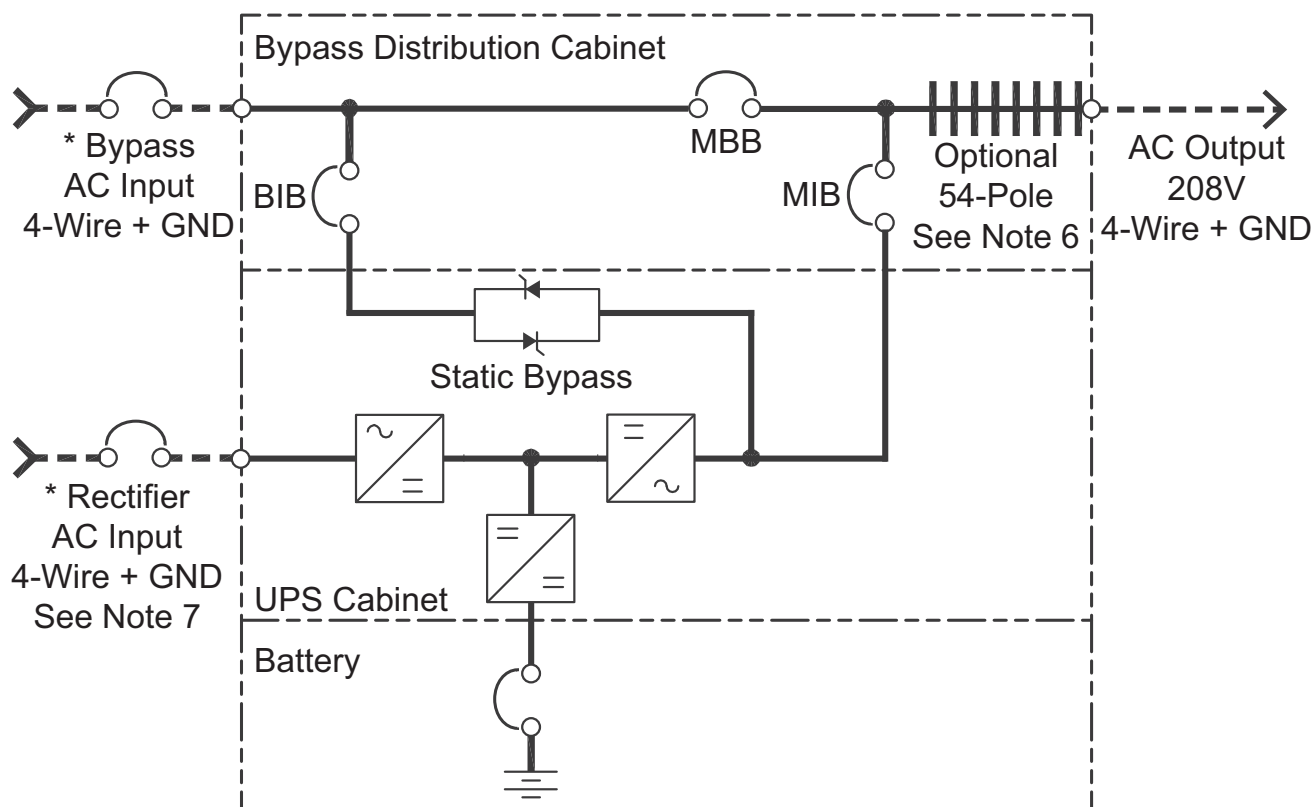 Bypass Distribution Cabinet
* Bypass
AC Input
4-Wire + GND
BIB
MBB
MIB
Optional
54-Pole
See Note 6
AC Output
208V
4-Wire + GND
Static Bypass
* Rectifier
AC Input
4-Wire + GND
See Note 7
UPS Cabinet
Battery